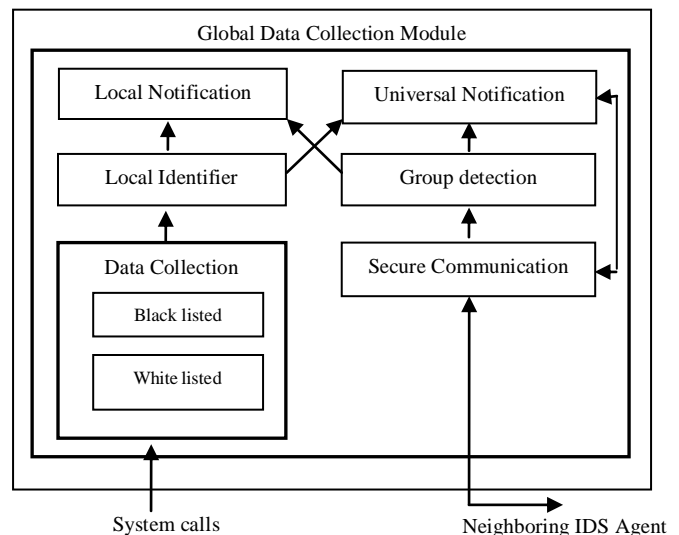 Global Data Collection Module
Local Notification
Universal Notification
Local Identifier
Group detection
Data Collection
Secure Communication
Black listed
White listed
System calls
Neighboring IDS Agent